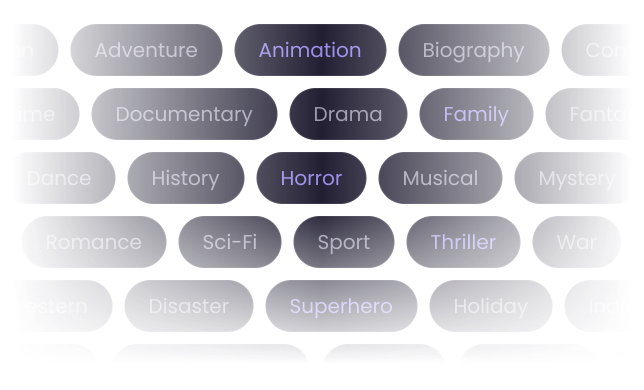 Adventure Animation Biography
Documentary Drama Family
Dance History Horror Musical Mystery
Romance Sci-Fi Sport Thriller War
Disaster Superhero Holiday